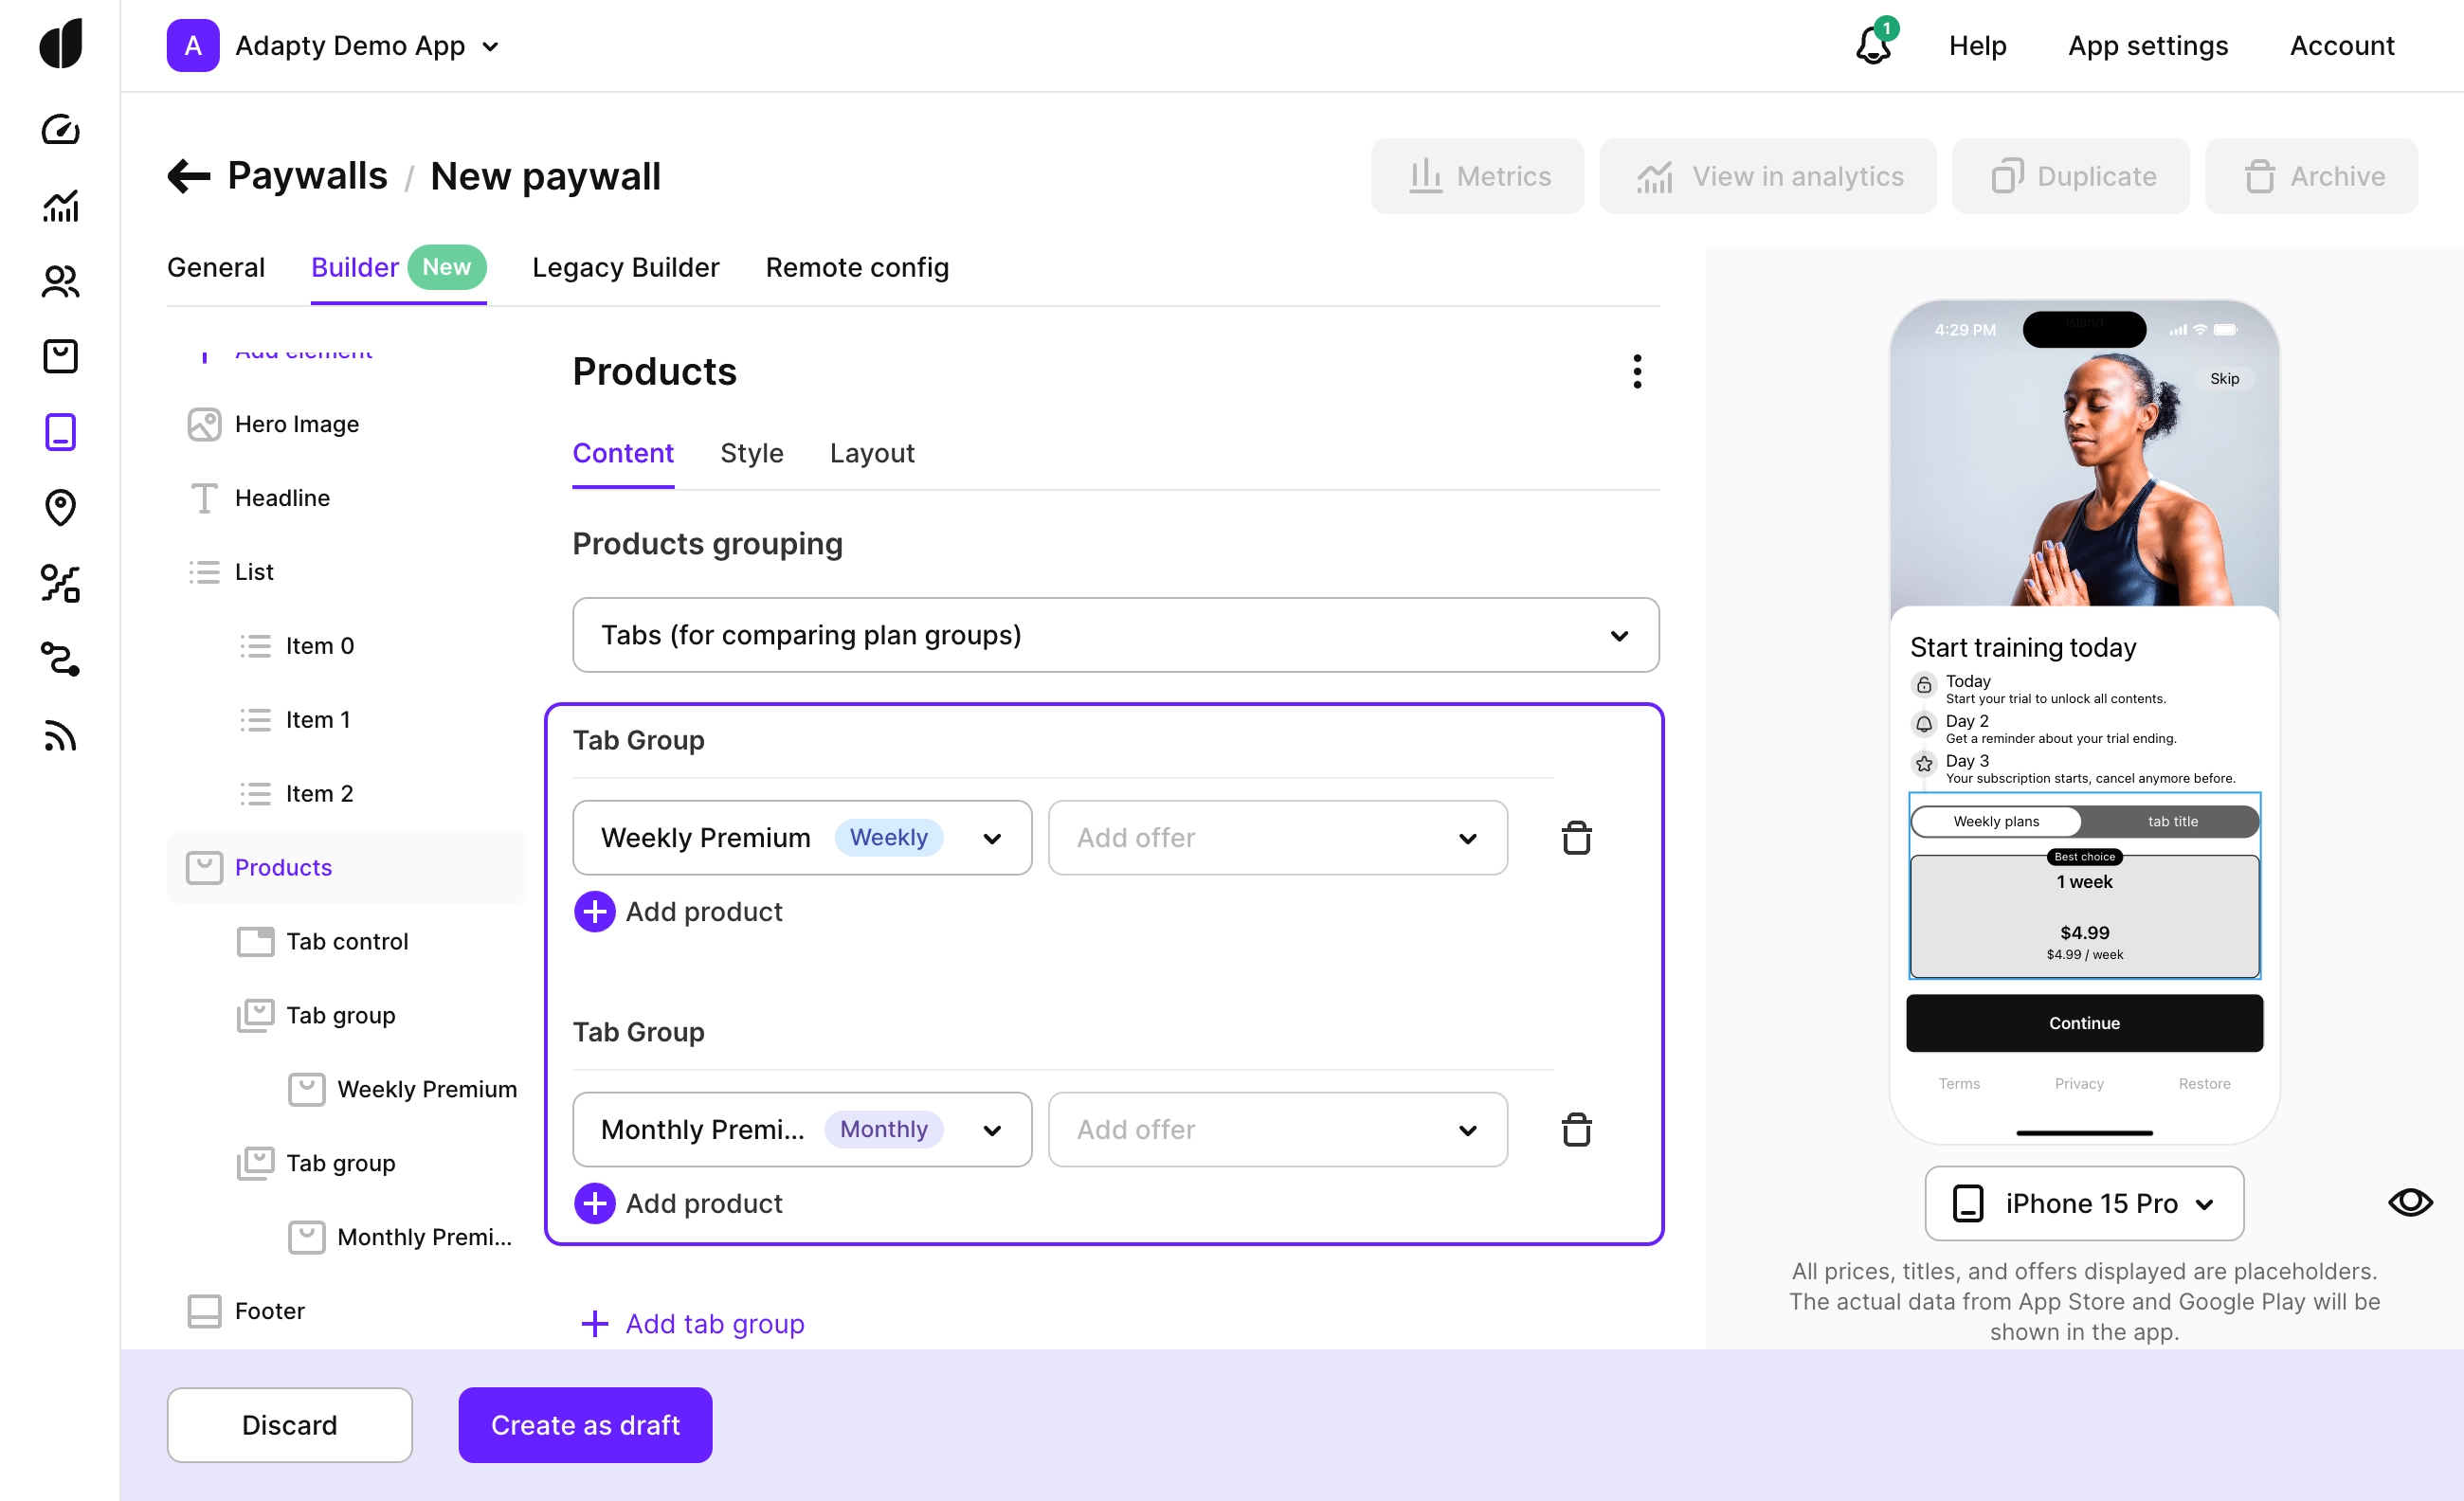 A Adapty Demo App
1
Help
App settings
Account
Paywalls / New paywall
Metrics
View in analytics
Duplicate
Archive
General
Builder New
Legacy Builder
Remote config
Add element
Hero Image
Headline
List
Item 0
Item 1
Item 2
Products
Tab control
Tab group
Weekly Premium
Tab group
Monthly Premi...
Footer
Products
Content
Style
Layout
Products grouping
Tabs (for comparing plan groups)
Tab Group
Weekly Premium Weekly
Add offer
Add product
Tab Group
Monthly Premi... Monthly
Add offer
Add product
Add tab group
Discard
Create as draft
4:29 PM
island
Skip
Start training today
Today
Start your trial to unlock all contents.
Day 2
Get a reminder about your trial ending.
Day 3
Your subscription starts, cancel anymore before.
Weekly plans
tab title
Best choice
1 week
$4.99
$4.99 / week
Continue
Terms
Privacy
Restore
iPhone 15 Pro
All prices, titles, and offers displayed are placeholders.
The actual data from App Store and Google Play will be
shown in the app.